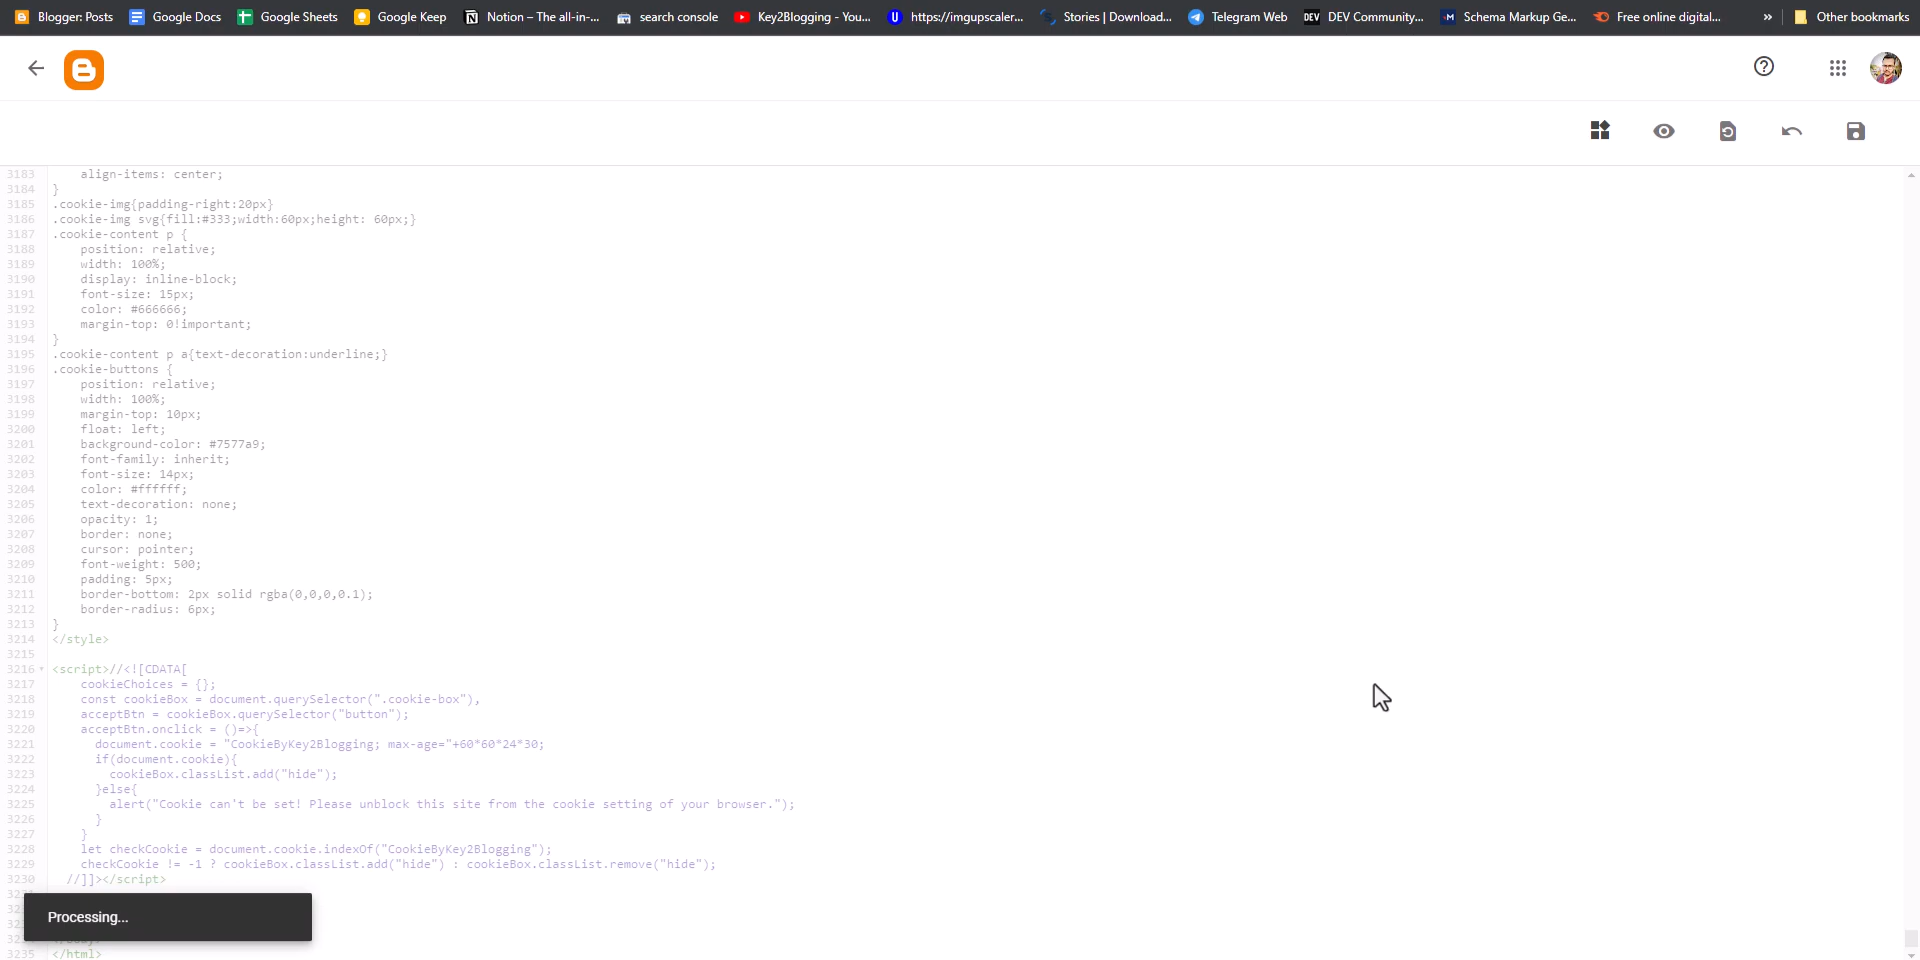 Blogger: Posts Google Docs Google Sheets Google Keep Notion – The all-in-... search console Key2Blogging - You... https://imgupscaler... Stories | Download... Telegram Web DEV Community... Schema Markup Ge... Free online digital... » Other bookmarks
3183 align-items: center;
3184 }
3185 .cookie-img{padding-right:20px}
3186 .cookie-img svg{fill:#333;width:60px;height: 60px;}
3187 .cookie-content p {
3188 position: relative;
3189 width: 100%;
3190 display: inline-block;
3191 font-size: 15px;
3192 color: #666666;
3193 margin-top: 0!important;
3194 }
3195 .cookie-content p a{text-decoration:underline;}
3196 .cookie-buttons {
3197 position: relative;
3198 width: 100%;
3199 margin-top: 10px;
3200 float: left;
3201 background-color: #7577a9;
3202 font-family: inherit;
3203 font-size: 14px;
3204 color: #ffffff;
3205 text-decoration: none;
3206 opacity: 1;
3207 border: none;
3208 cursor: pointer;
3209 font-weight: 500;
3210 padding: 5px;
3211 border-bottom: 2px solid rgba(0,0,0,0.1);
3212 border-radius: 6px;
3213 }
3214 </style>
3215
3216 <script>//<![CDATA[
3217 cookieChoices = {};
3218 const cookieBox = document.querySelector(".cookie-box"),
3219 acceptBtn = cookieBox.querySelector("button");
3220 acceptBtn.onclick = ()=>{
3221 document.cookie = "CookieByKey2Blogging; max-age="+60*60*24*30;
3222 if(document.cookie){
3223 cookieBox.classList.add("hide");
3224 }else{
3225 alert("Cookie can't be set! Please unblock this site from the cookie setting of your browser.");
3226 }
3227 }
3228 let checkCookie = document.cookie.indexOf("CookieByKey2Blogging");
3229 checkCookie != -1 ? cookieBox.classList.add("hide") : cookieBox.classList.remove("hide");
3230 //]]></script>
Processing...
3235 </html>